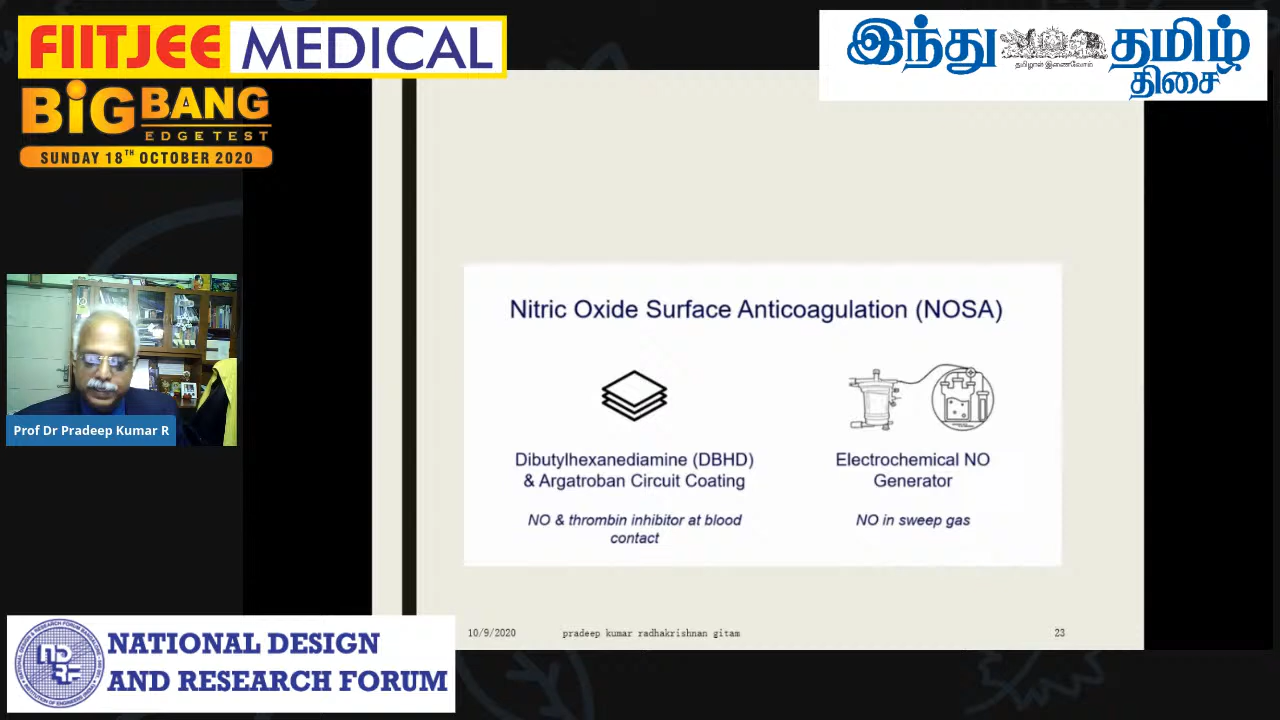 FIITJEE MEDICAL
BIG BANG
EDGE TEST
SUNDAY 18TH OCTOBER 2020
இந்து தமிழ்
திசை
Nitric Oxide Surface Anticoagulation (NOSA)
Dibutylhexanediamine (DBHD)
& Argatroban Circuit Coating
NO & thrombin inhibitor at blood
contact
Electrochemical NO
Generator
NO in sweep gas
Prof Dr Pradeep Kumar R
10/9/2020
pradeep kumar radhakrishnan gitam
23
NDRF
NATIONAL DESIGN
AND RESEARCH FORUM